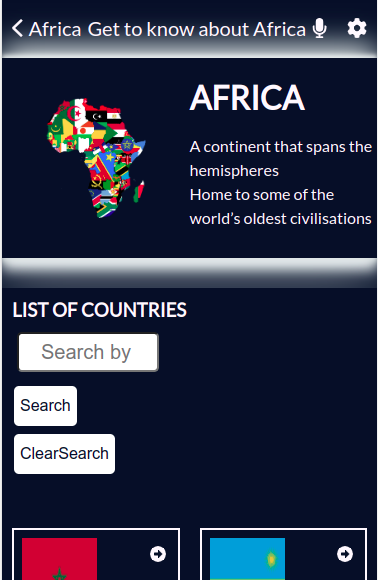 Africa Get to know about Africa
AFRICA
A continent that spans the
hemispheres
Home to some of the
world’s oldest civilisations
LIST OF COUNTRIES
Search by
Search
ClearSearch